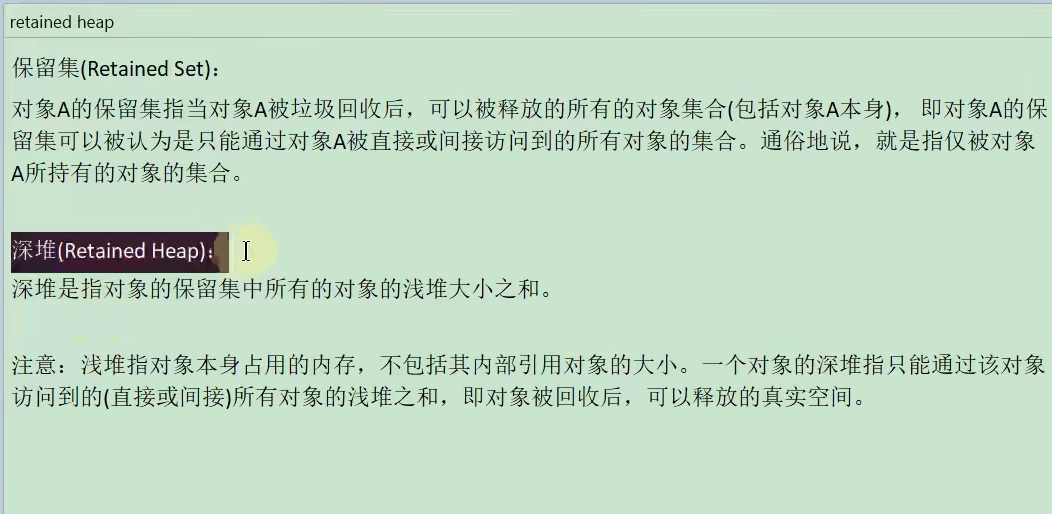 retained heap
保留集(Retained Set)：
对象A的保留集指当对象A被垃圾回收后，可以被释放的所有的对象集合(包括对象A本身)， 即对象A的保
留集可以被认为是只能通过对象A被直接或间接访问到的所有对象的集合。通俗地说，就是指仅被对象
A所持有的对象的集合。
深堆(Retained Heap)：
深堆是指对象的保留集中所有的对象的浅堆大小之和。
注意：浅堆指对象本身占用的内存，不包括其内部引用对象的大小。一个对象的深堆指只能通过该对象
访问到的(直接或间接)所有对象的浅堆之和，即对象被回收后，可以释放的真实空间。